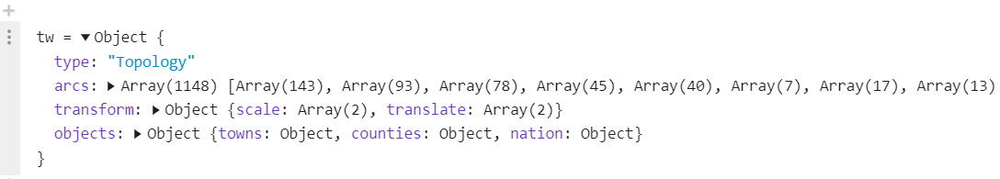 tw = ▼Object {
type: "Topology"
arcs: ▶Array(1148) [Array(143), Array(93), Array(78), Array(45), Array(40), Array(7), Array(17), Array(13)
transform: ▶Object {scale: Array(2), translate: Array(2)}
objects: ▶Object {towns: Object, counties: Object, nation: Object}
}